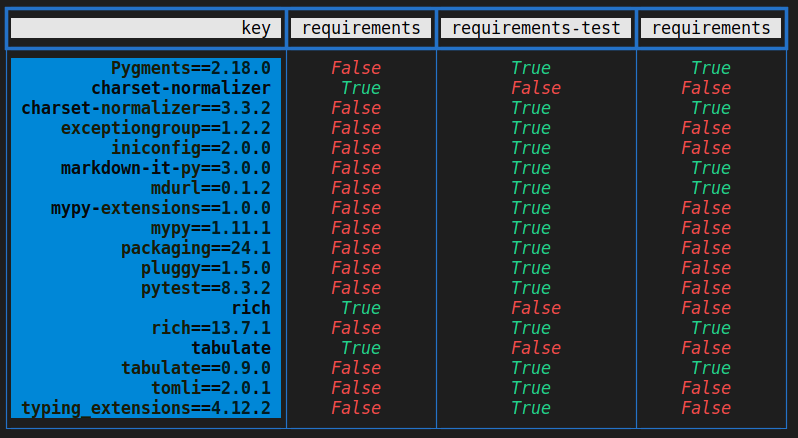 key requirements requirements-test requirements
Pygments==2.18.0 False True True
charset-normalizer True False False
charset-normalizer==3.3.2 False True True
exceptiongroup==1.2.2 False True False
iniconfig==2.0.0 False True False
markdown-it-py==3.0.0 False True True
mdurl==0.1.2 False True True
mypy-extensions==1.0.0 False True False
mypy==1.11.1 False True False
packaging==24.1 False True False
pluggy==1.5.0 False True False
pytest==8.3.2 False True False
rich True False False
rich==13.7.1 False True True
tabulate True False False
tabulate==0.9.0 False True True
tomli==2.0.1 False True False
typing_extensions==4.12.2 False True False